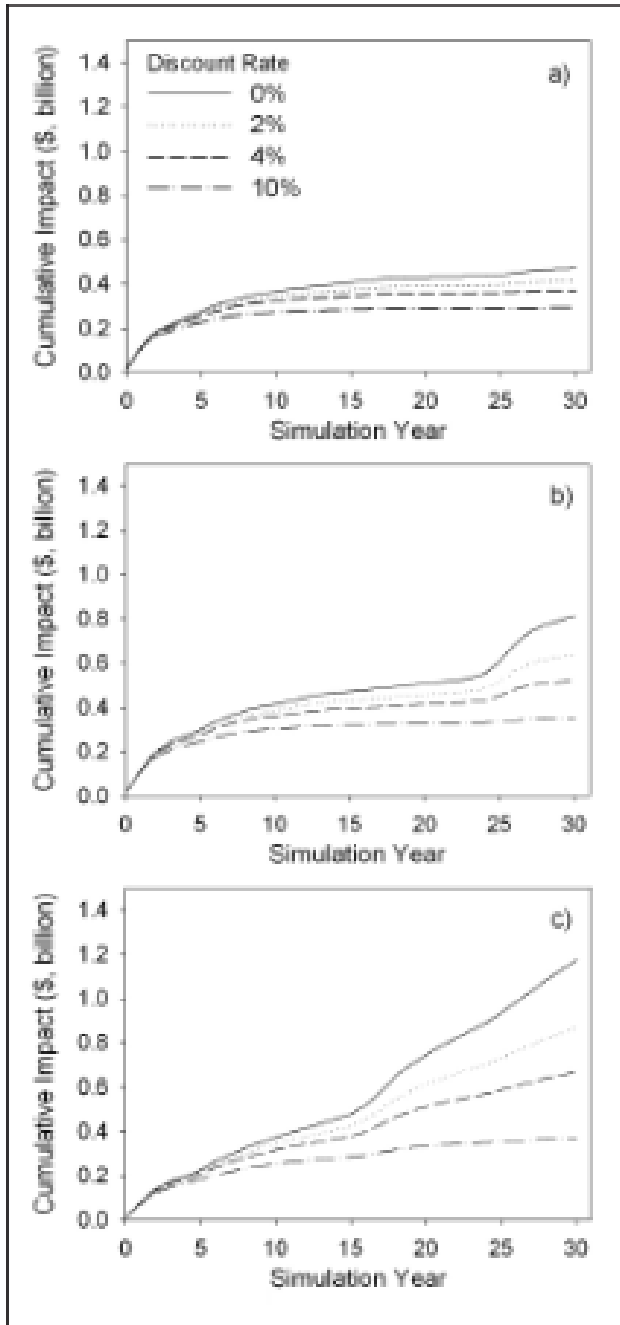 Cumulative Impact ($, billion)
1.4
1.2
1.0
0.8
0.6
0.4
0.2
0.0
Discount Rate
0%
2%
4%
10%
a)
0 5 10 15 20 25 30
Simulation Year
Cumulative Impact ($, billion)
1.4
1.2
1.0
0.8
0.6
0.4
0.2
0.0
b)
0 5 10 15 20 25 30
Simulation Year
Cumulative Impact ($, billion)
1.4
1.2
1.0
0.8
0.6
0.4
0.2
0.0
c)
0 5 10 15 20 25 30
Simulation Year